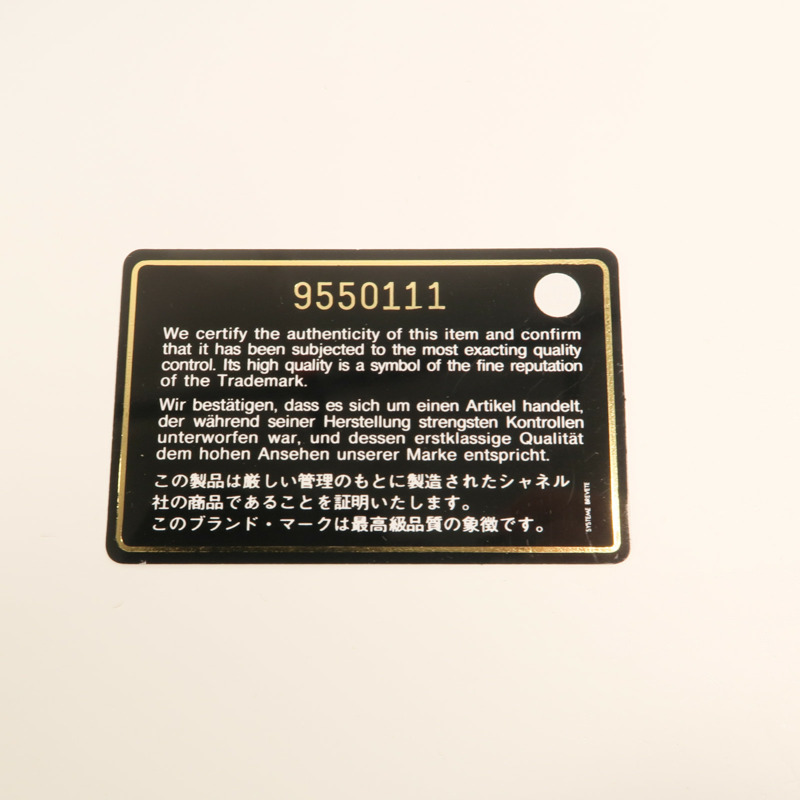 9550111
We certify the authenticity of this item and confirm
that it has been subjected to the most exacting quality
control. Its high quality is a symbol of the fine reputation
of the Trademark.
Wir bestätigen, dass es sich um einen Artikel handelt,
der während seiner Herstellung strengsten Kontrollen
unterworfen war, und dessen erstklassige Qualität
dem hohen Ansehen unserer Marke entspricht.
この製品は厳しい管理のもとに製造されたシャネル
社の商品であることを証明いたします。
このブランド・マークは最高級品質の象徴です。
SYSTEME BREVETE